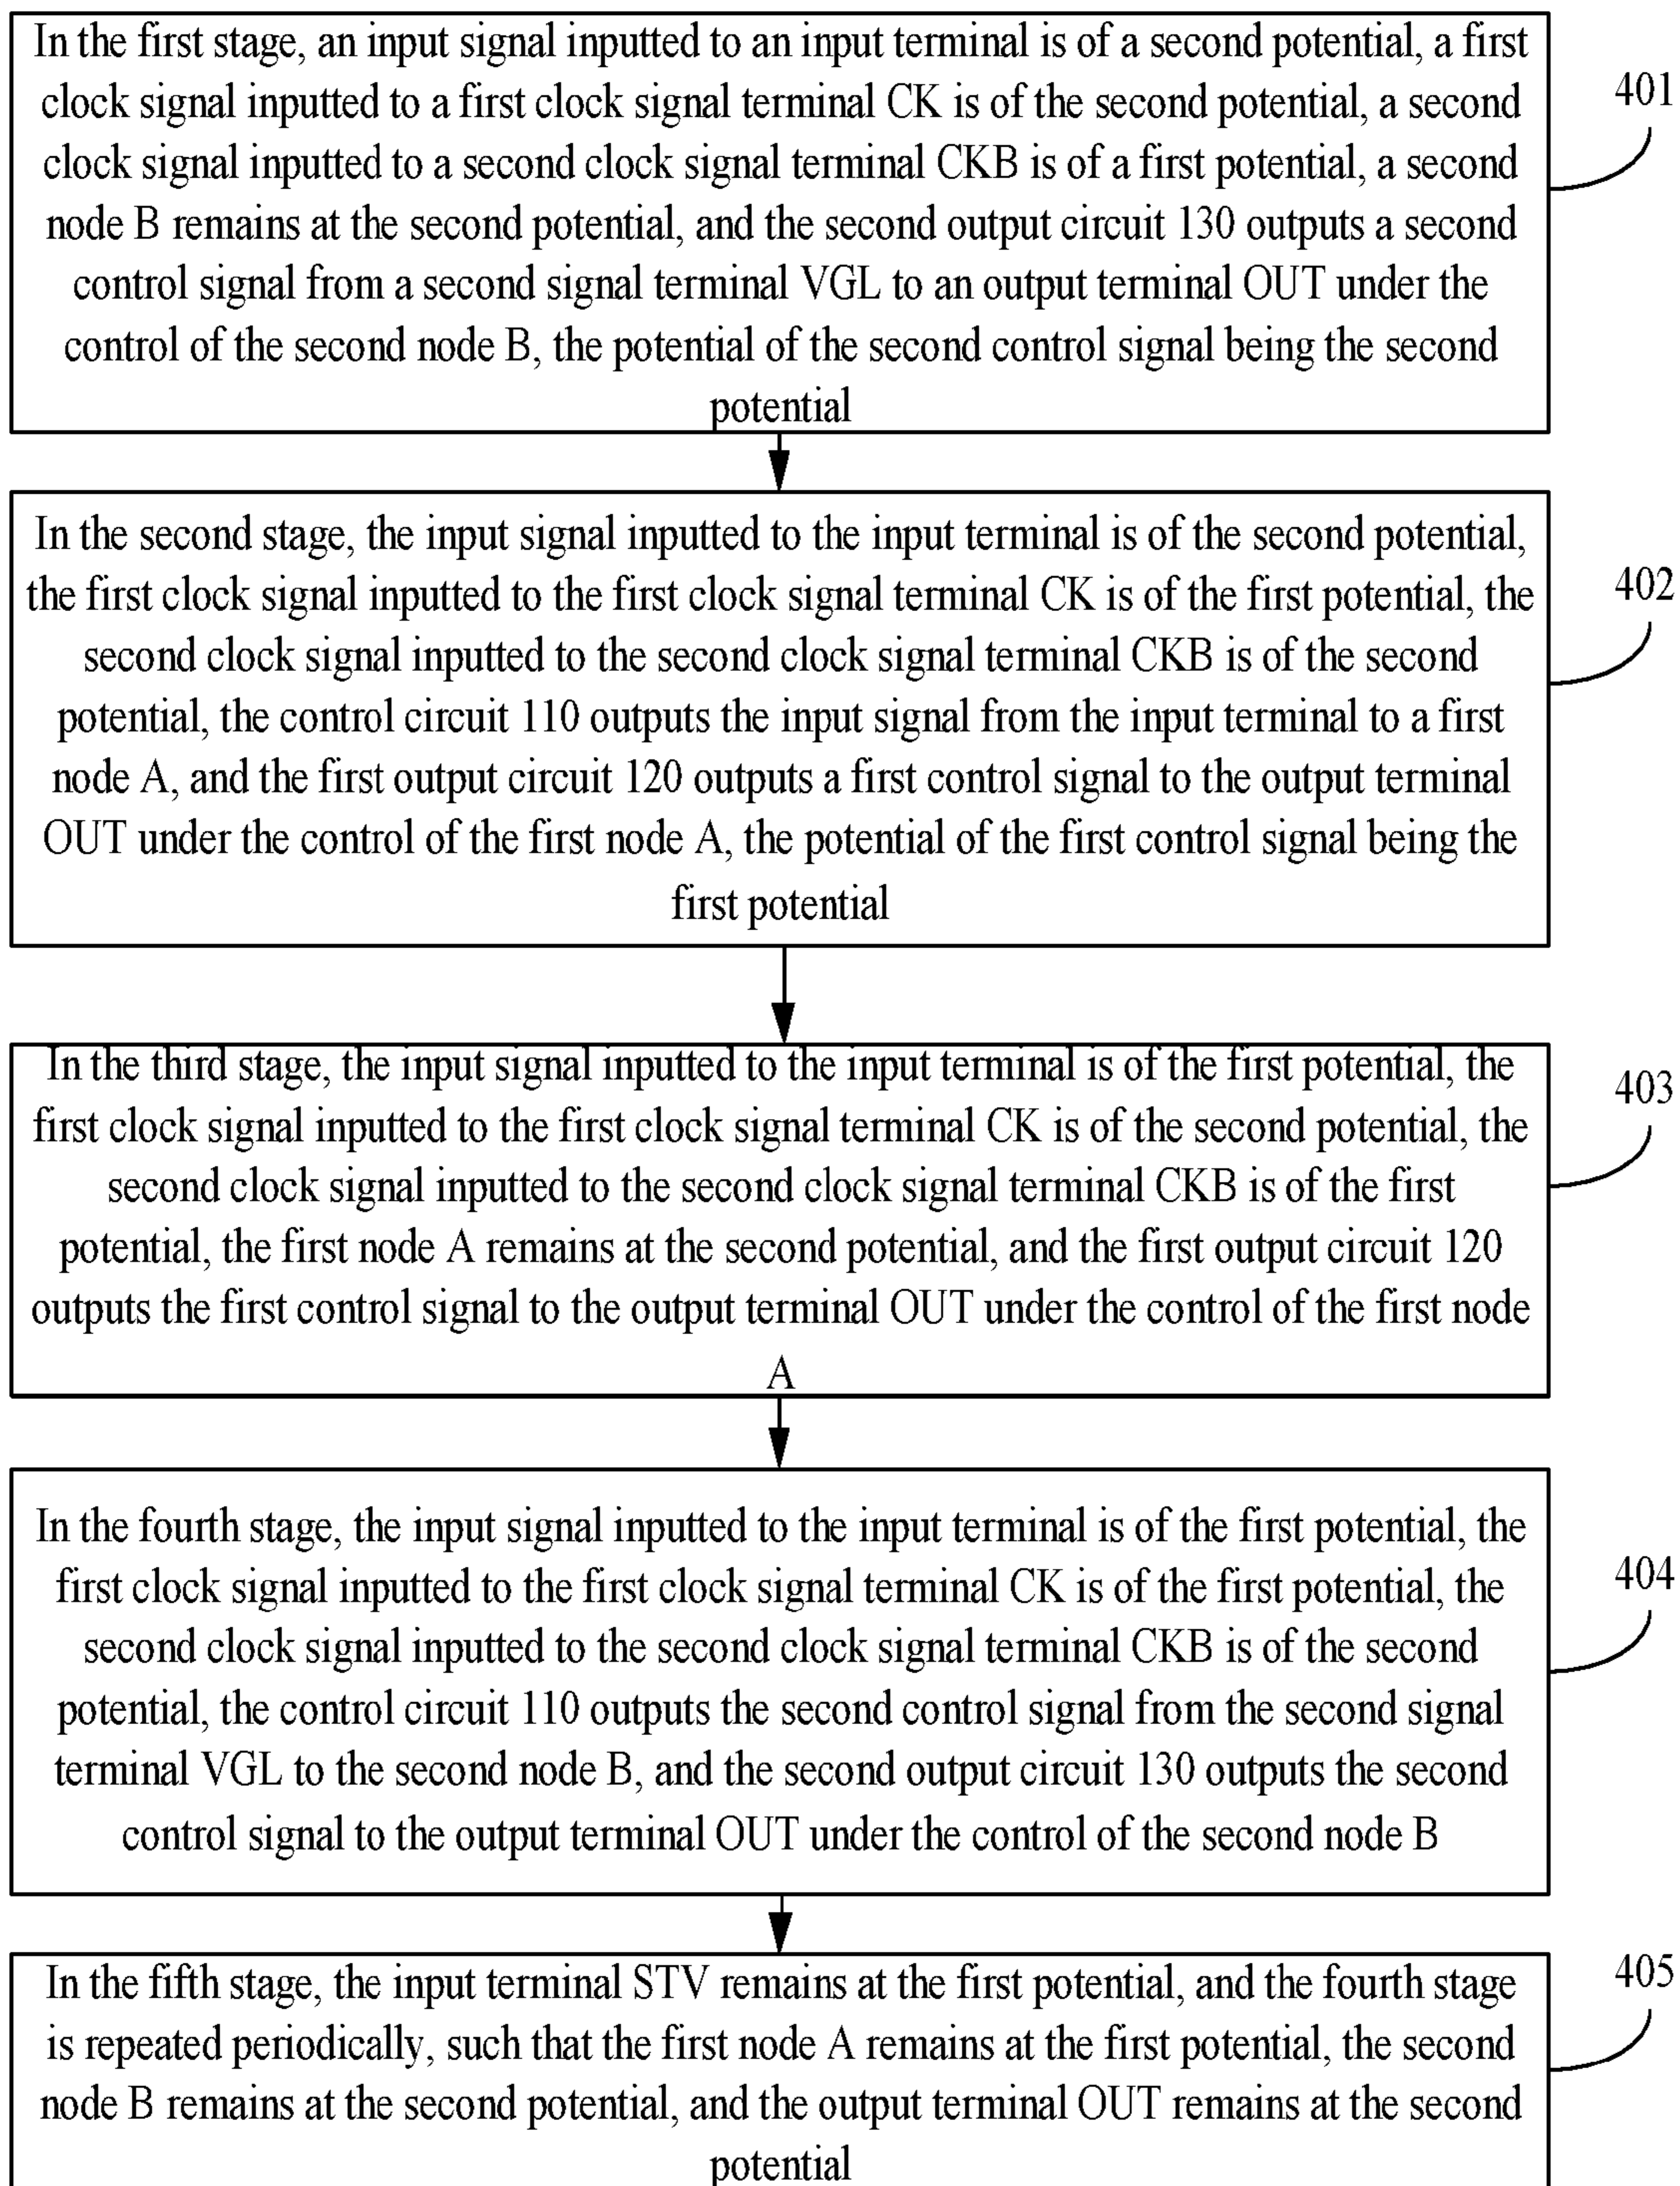 In the first stage, an input signal inputted to an input terminal is of a second potential, a first
clock signal inputted to a first clock signal terminal CK is of the second potential, a second
clock signal inputted to a second clock signal terminal CKB is of a first potential, a second
node B remains at the second potential, and the second output circuit 130 outputs a second
control signal from a second signal terminal VGL to an output terminal OUT under the
control of the second node B, the potential of the second control signal being the second
potential
401
In the second stage, the input signal inputted to the input terminal is of the second potential,
the first clock signal inputted to the first clock signal terminal CK is of the first potential, the
second clock signal inputted to the second clock signal terminal CKB is of the second
potential, the control circuit 110 outputs the input signal from the input terminal to a first
node A, and the first output circuit 120 outputs a first control signal to the output terminal
OUT under the control of the first node A, the potential of the first control signal being the
first potential
402
In the third stage, the input signal inputted to the input terminal is of the first potential, the
first clock signal inputted to the first clock signal terminal CK is of the second potential, the
second clock signal inputted to the second clock signal terminal CKB is of the first
potential, the first node A remains at the second potential, and the first output circuit 120
outputs the first control signal to the output terminal OUT under the control of the first node
A
403
In the fourth stage, the input signal inputted to the input terminal is of the first potential, the
first clock signal inputted to the first clock signal terminal CK is of the first potential, the
second clock signal inputted to the second clock signal terminal CKB is of the second
potential, the control circuit 110 outputs the second control signal from the second signal
terminal VGL to the second node B, and the second output circuit 130 outputs the second
control signal to the output terminal OUT under the control of the second node B
404
In the fifth stage, the input terminal STV remains at the first potential, and the fourth stage
is repeated periodically, such that the first node A remains at the first potential, the second
node B remains at the second potential, and the output terminal OUT remains at the second
potential
405